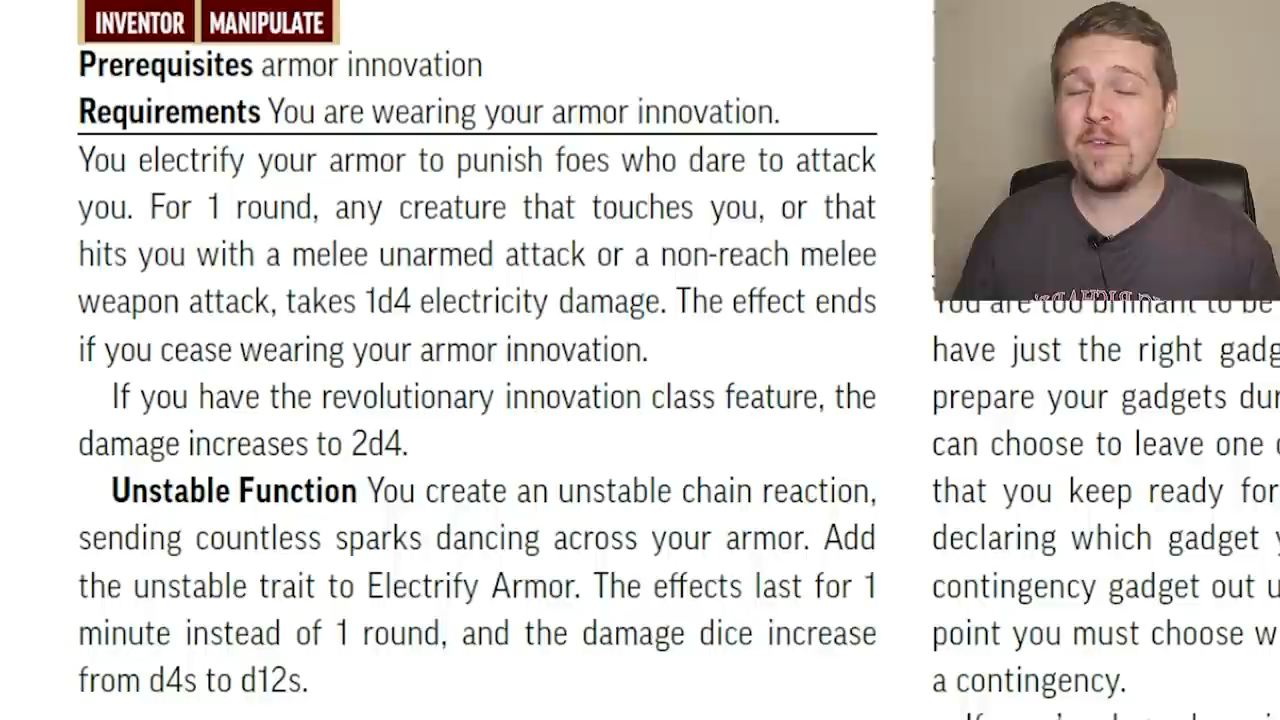 INVENTOR MANIPULATE
Prerequisites armor innovation
Requirements You are wearing your armor innovation.
You electrify your armor to punish foes who dare to attack
you. For 1 round, any creature that touches you, or that
hits you with a melee unarmed attack or a non-reach melee
weapon attack, takes 1d4 electricity damage. The effect ends
if you cease wearing your armor innovation.
If you have the revolutionary innovation class feature, the
damage increases to 2d4.
Unstable Function You create an unstable chain reaction,
sending countless sparks dancing across your armor. Add
the unstable trait to Electrify Armor. The effects last for 1
minute instead of 1 round, and the damage dice increase
from d4s to d12s.
You are too brilliant to be
have just the right gadg
prepare your gadgets dur
can choose to leave one
that you keep ready for
declaring which gadget
contingency gadget out u
point you must choose w
a contingency.